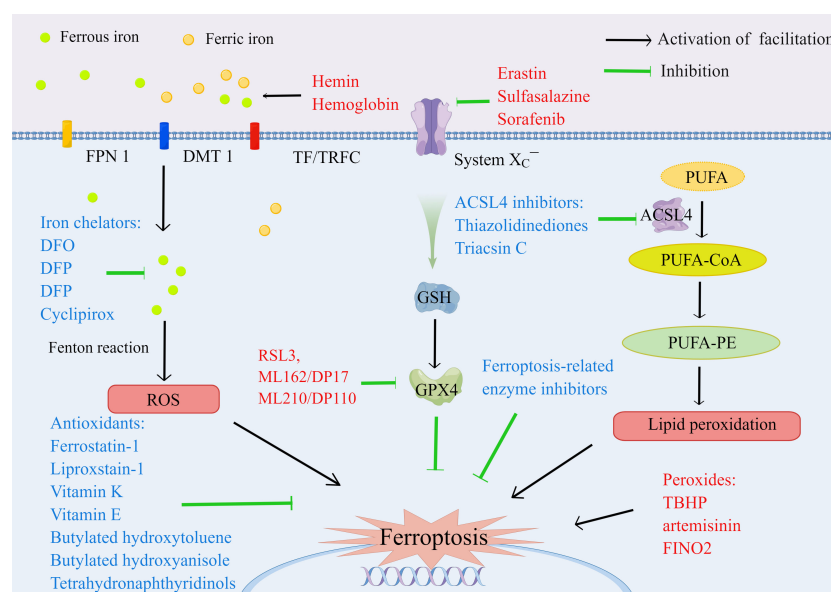 Ferrous iron
Ferric iron
Activation of facilitation
Inhibition
Hemin
Hemoglobin
Erastin
Sulfasalazine
Sorafenib
FPN 1
DMT 1
TF/TRFC
System XC−
PUFA
Iron chelators:
DFO
DFP
DFP
Cyclipirox
ACSL4 inhibitors:
Thiazolidinediones
Triacsin C
ACSL4
PUFA-CoA
GSH
Fenton reaction
PUFA-PE
RSL3,
ML162/DP17
ML210/DP110
GPX4
Ferroptosis-related
enzyme inhibitors
ROS
Lipid peroxidation
Antioxidants:
Ferrostatin-1
Liproxstain-1
Vitamin K
Vitamin E
Butylated hydroxytoluene
Butylated hydroxyanisole
Tetrahydronaphthyridinols
Peroxides:
TBHP
artemisinin
FINO2
Ferroptosis